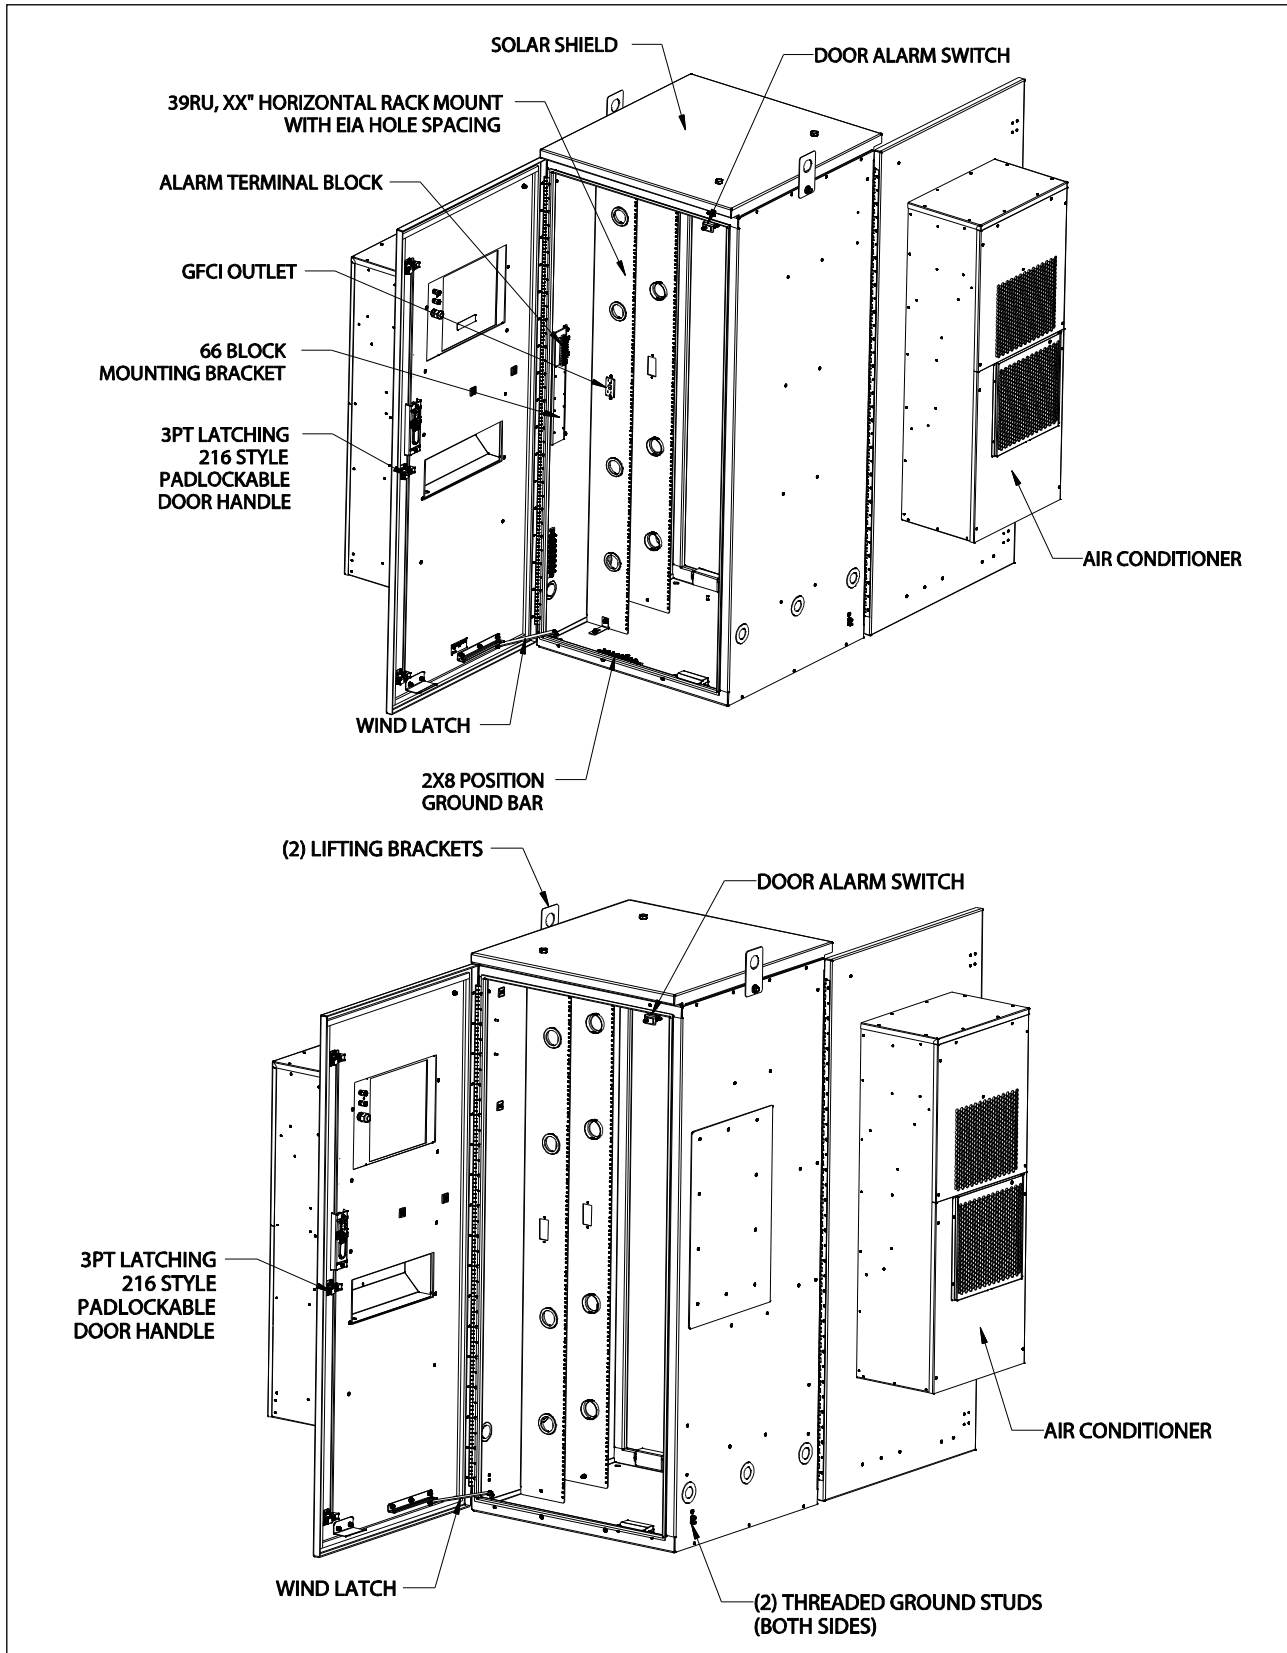 SOLAR SHIELD
DOOR ALARM SWITCH
39RU, XX" HORIZONTAL RACK MOUNT
WITH EIA HOLE SPACING
ALARM TERMINAL BLOCK
GFCI OUTLET
66 BLOCK
MOUNTING BRACKET
3PT LATCHING
216 STYLE
PADLOCKABLE
DOOR HANDLE
AIR CONDITIONER
WIND LATCH
2X8 POSITION
GROUND BAR
(2) LIFTING BRACKETS
DOOR ALARM SWITCH
3PT LATCHING
216 STYLE
PADLOCKABLE
DOOR HANDLE
AIR CONDITIONER
WIND LATCH
(2) THREADED GROUND STUDS
(BOTH SIDES)